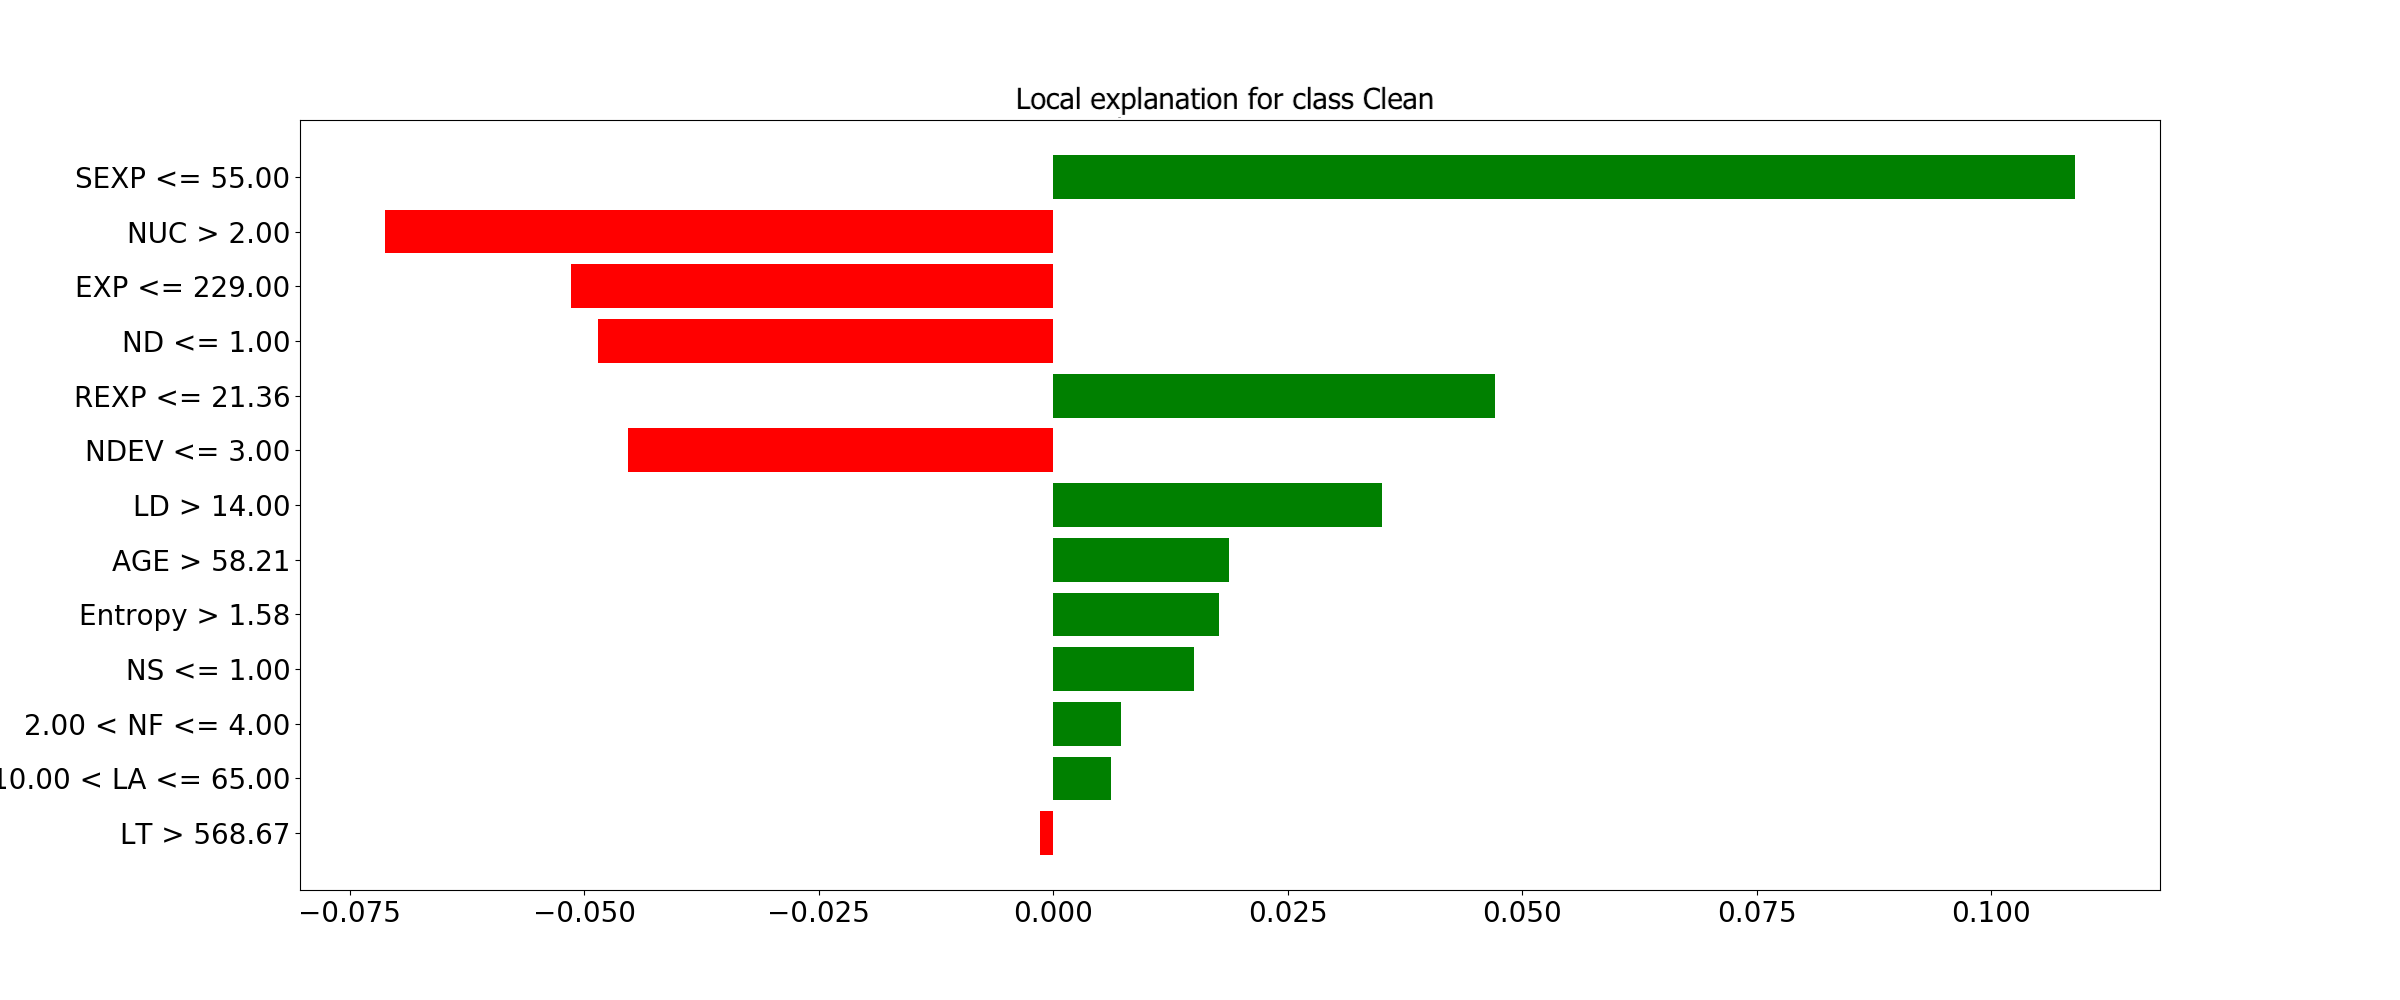 Local explanation for class Clean
SEXP <= 55.00
NUC > 2.00
EXP <= 229.00
ND <= 1.00
REXP <= 21.36
NDEV <= 3.00
LD > 14.00
AGE > 58.21
Entropy > 1.58
NS <= 1.00
2.00 < NF <= 4.00
10.00 < LA <= 65.00
LT > 568.67
−0.075 −0.050 −0.025 0.000 0.025 0.050 0.075 0.100